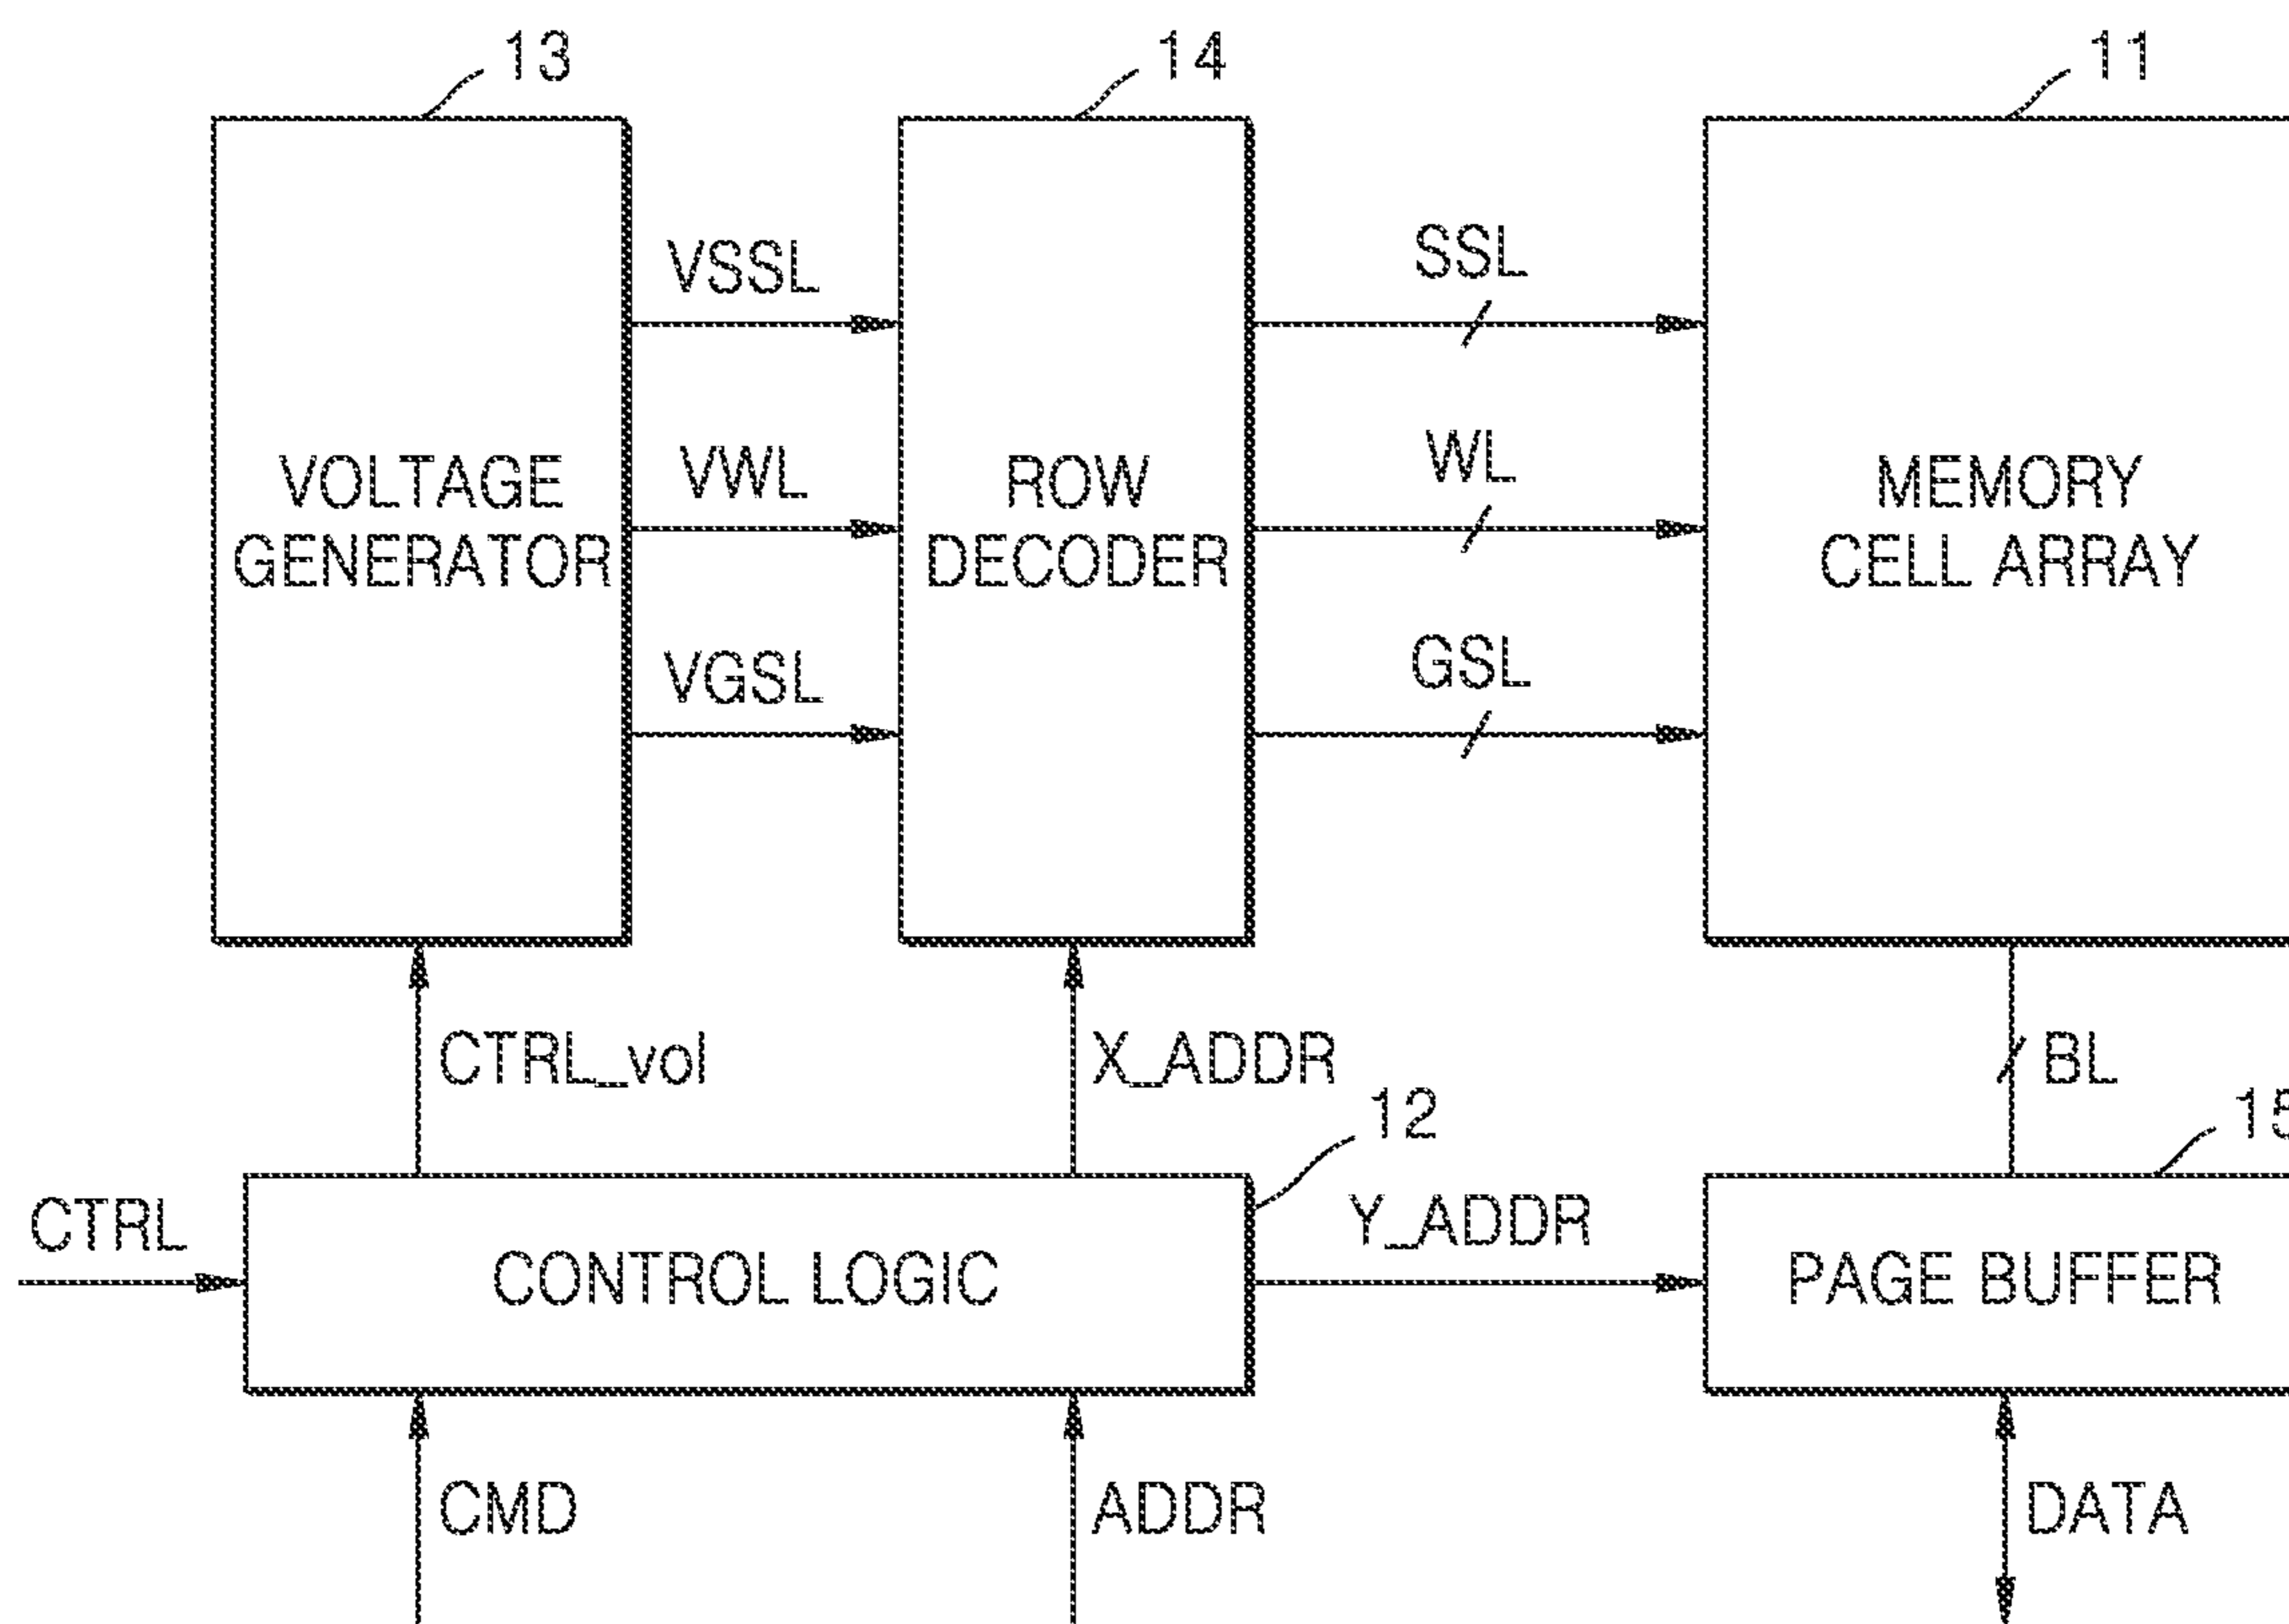 13
14
11
VSSL
SSL
VOLTAGE
GENERATOR
VWL
ROW
DECODER
WL
MEMORY
CELL ARRAY
VGSL
GSL
CTRL_vol
X_ADDR
BL
12
15
CTRL
CONTROL LOGIC
Y_ADDR
PAGE BUFFER
CMD
ADDR
DATA